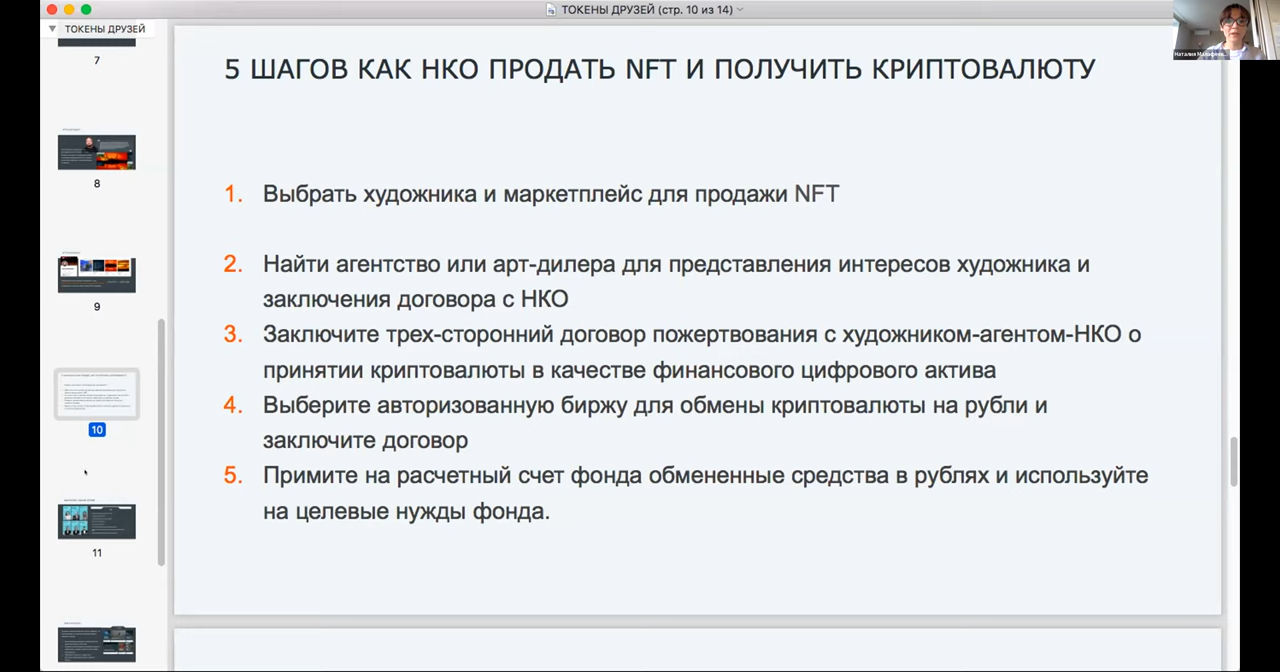 ТОКЕНЫ ДРУЗЕЙ (стр. 10 из 14)
ТОКЕНЫ ДРУЗЕЙ
7
8
9
10
11
5 ШАГОВ КАК НКО ПРОДАТЬ NFT И ПОЛУЧИТЬ КРИПТОВАЛЮТУ
1. Выбрать художника и маркетплейс для продажи NFT
2. Найти агентство или арт-дилера для представления интересов художника и
заключения договора с НКО
3. Заключите трех-сторонний договор пожертвования с художником-агентом-НКО о
принятии криптовалюты в качестве финансового цифрового актива
4. Выберите авторизованную биржу для обмены криптовалюты на рубли и
заключите договор
5. Примите на расчетный счет фонда обмененные средства в рублях и используйте
на целевые нужды фонда.
Наталия